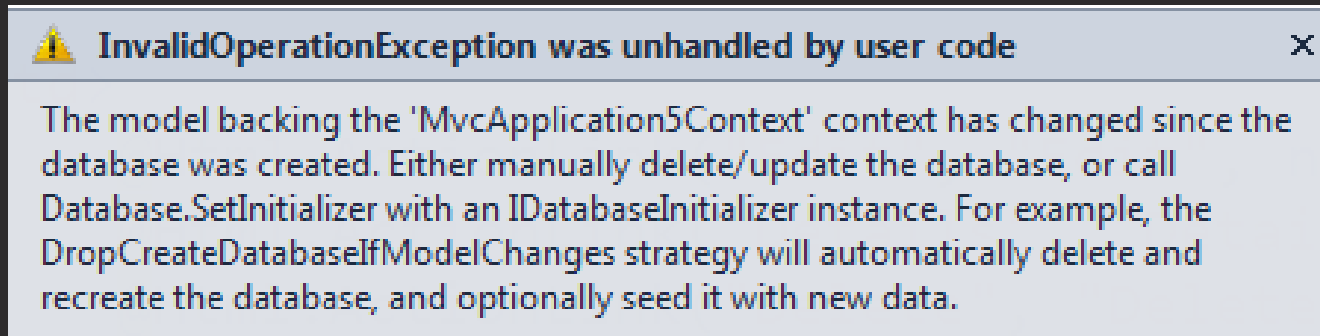 InvalidOperationException was unhandled by user code
The model backing the 'MvcApplication5Context' context has changed since the
database was created. Either manually delete/update the database, or call
Database.SetInitializer with an IDatabaseInitializer instance. For example, the
DropCreateDatabaseIfModelChanges strategy will automatically delete and
recreate the database, and optionally seed it with new data.